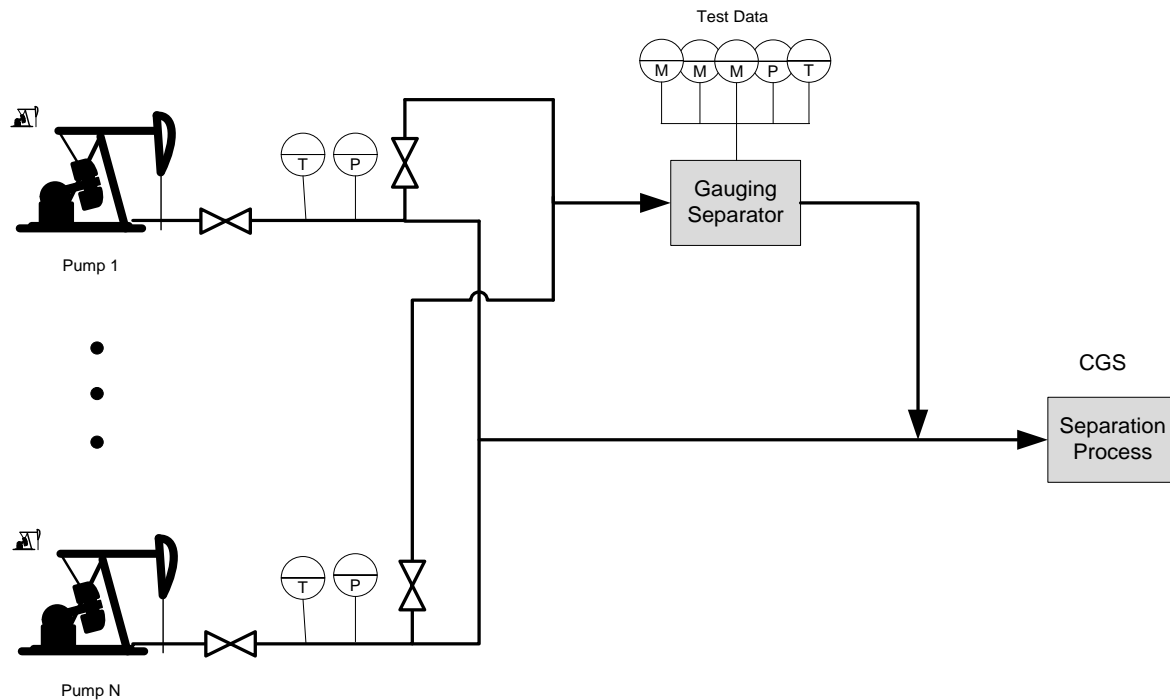 Test Data
M M M P T
T P
Gauging
Separator
Pump 1
CGS
Separation
Process
T P
Pump N